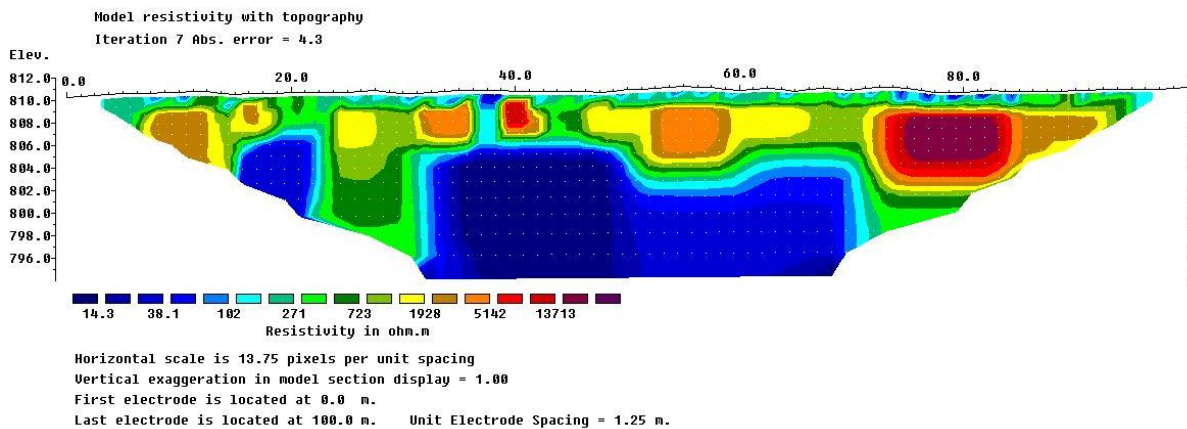 Model resistivity with topography
Iteration 7 Abs. error = 4.3
Elev.
812.0
0.0 20.0 40.0 60.0 80.0
810.0
808.0
806.0
804.0
802.0
800.0
798.0
796.0
14.3 38.1 102 271 723 1928 5142 13713
Resistivity in ohm.m
Horizontal scale is 13.75 pixels per unit spacing
Vertical exaggeration in model section display = 1.00
First electrode is located at 0.0 m.
Last electrode is located at 100.0 m. Unit Electrode Spacing = 1.25 m.